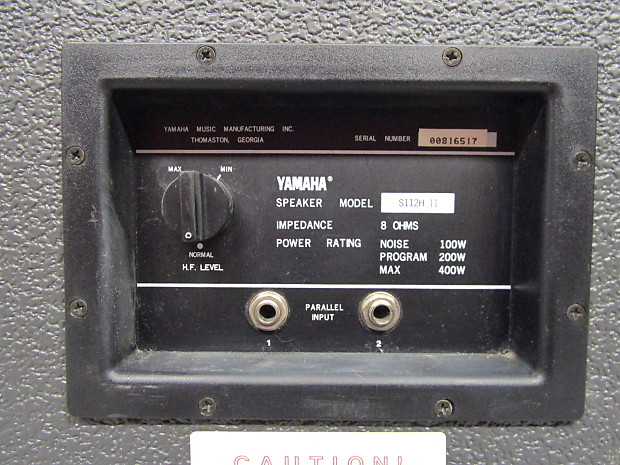 YAMAHA MUSIC MANUFACTURING INC.
THOMASTON, GEORGIA
SERIAL NUMBER 00816517
MAX MIN
NORMAL
H.F. LEVEL
YAMAHA®
SPEAKER MODEL S112H II
IMPEDANCE 8 OHMS
POWER RATING NOISE 100W
PROGRAM 200W
MAX 400W
PARALLEL
INPUT
1 2
CAUTION!